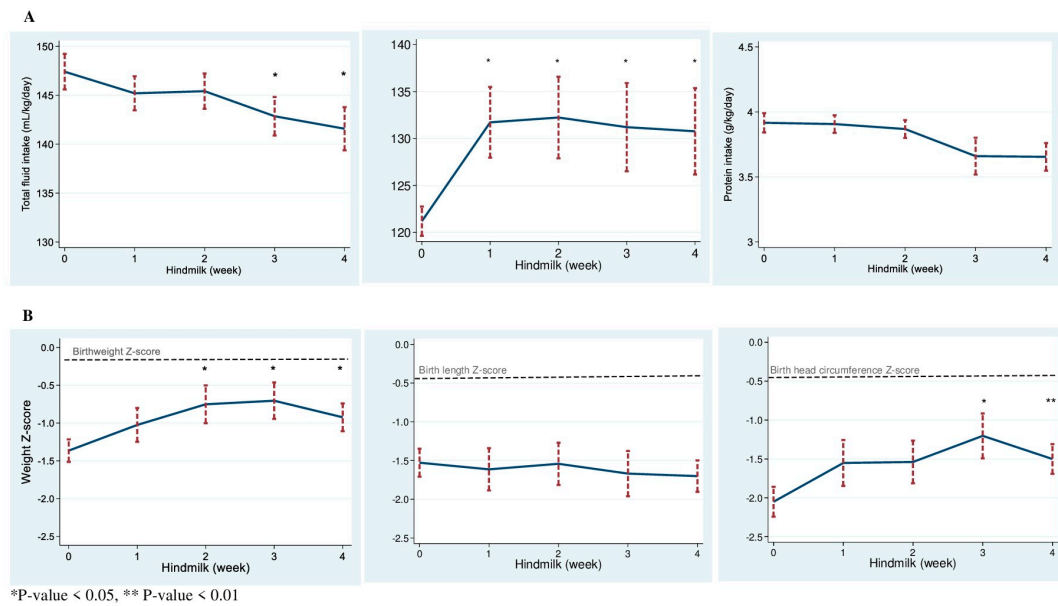 A
Total fluid intake (mL/kg/day)
150
145
140
135
130
* *
0 1 2 3 4
Hindmilk (week)
140
135
130
125
120
* * * *
0 1 2 3 4
Hindmilk (week)
Protein intake (g/kg/day)
4.5
4
3.5
3
0 1 2 3 4
Hindmilk (week)
B
Weight Z-score
0.0
-0.5
-1.0
-1.5
-2.0
-2.5
Birthweight Z-score
* * *
0 1 2 3 4
Hindmilk (week)
0.0
-0.5
-1.0
-1.5
-2.0
-2.5
Birth length Z-score
0 1 2 3 4
Hindmilk (week)
0.0
-0.5
-1.0
-1.5
-2.0
-2.5
Birth head circumference Z-score
* **
0 1 2 3 4
Hindmilk (week)
*P-value < 0.05, ** P-value < 0.01